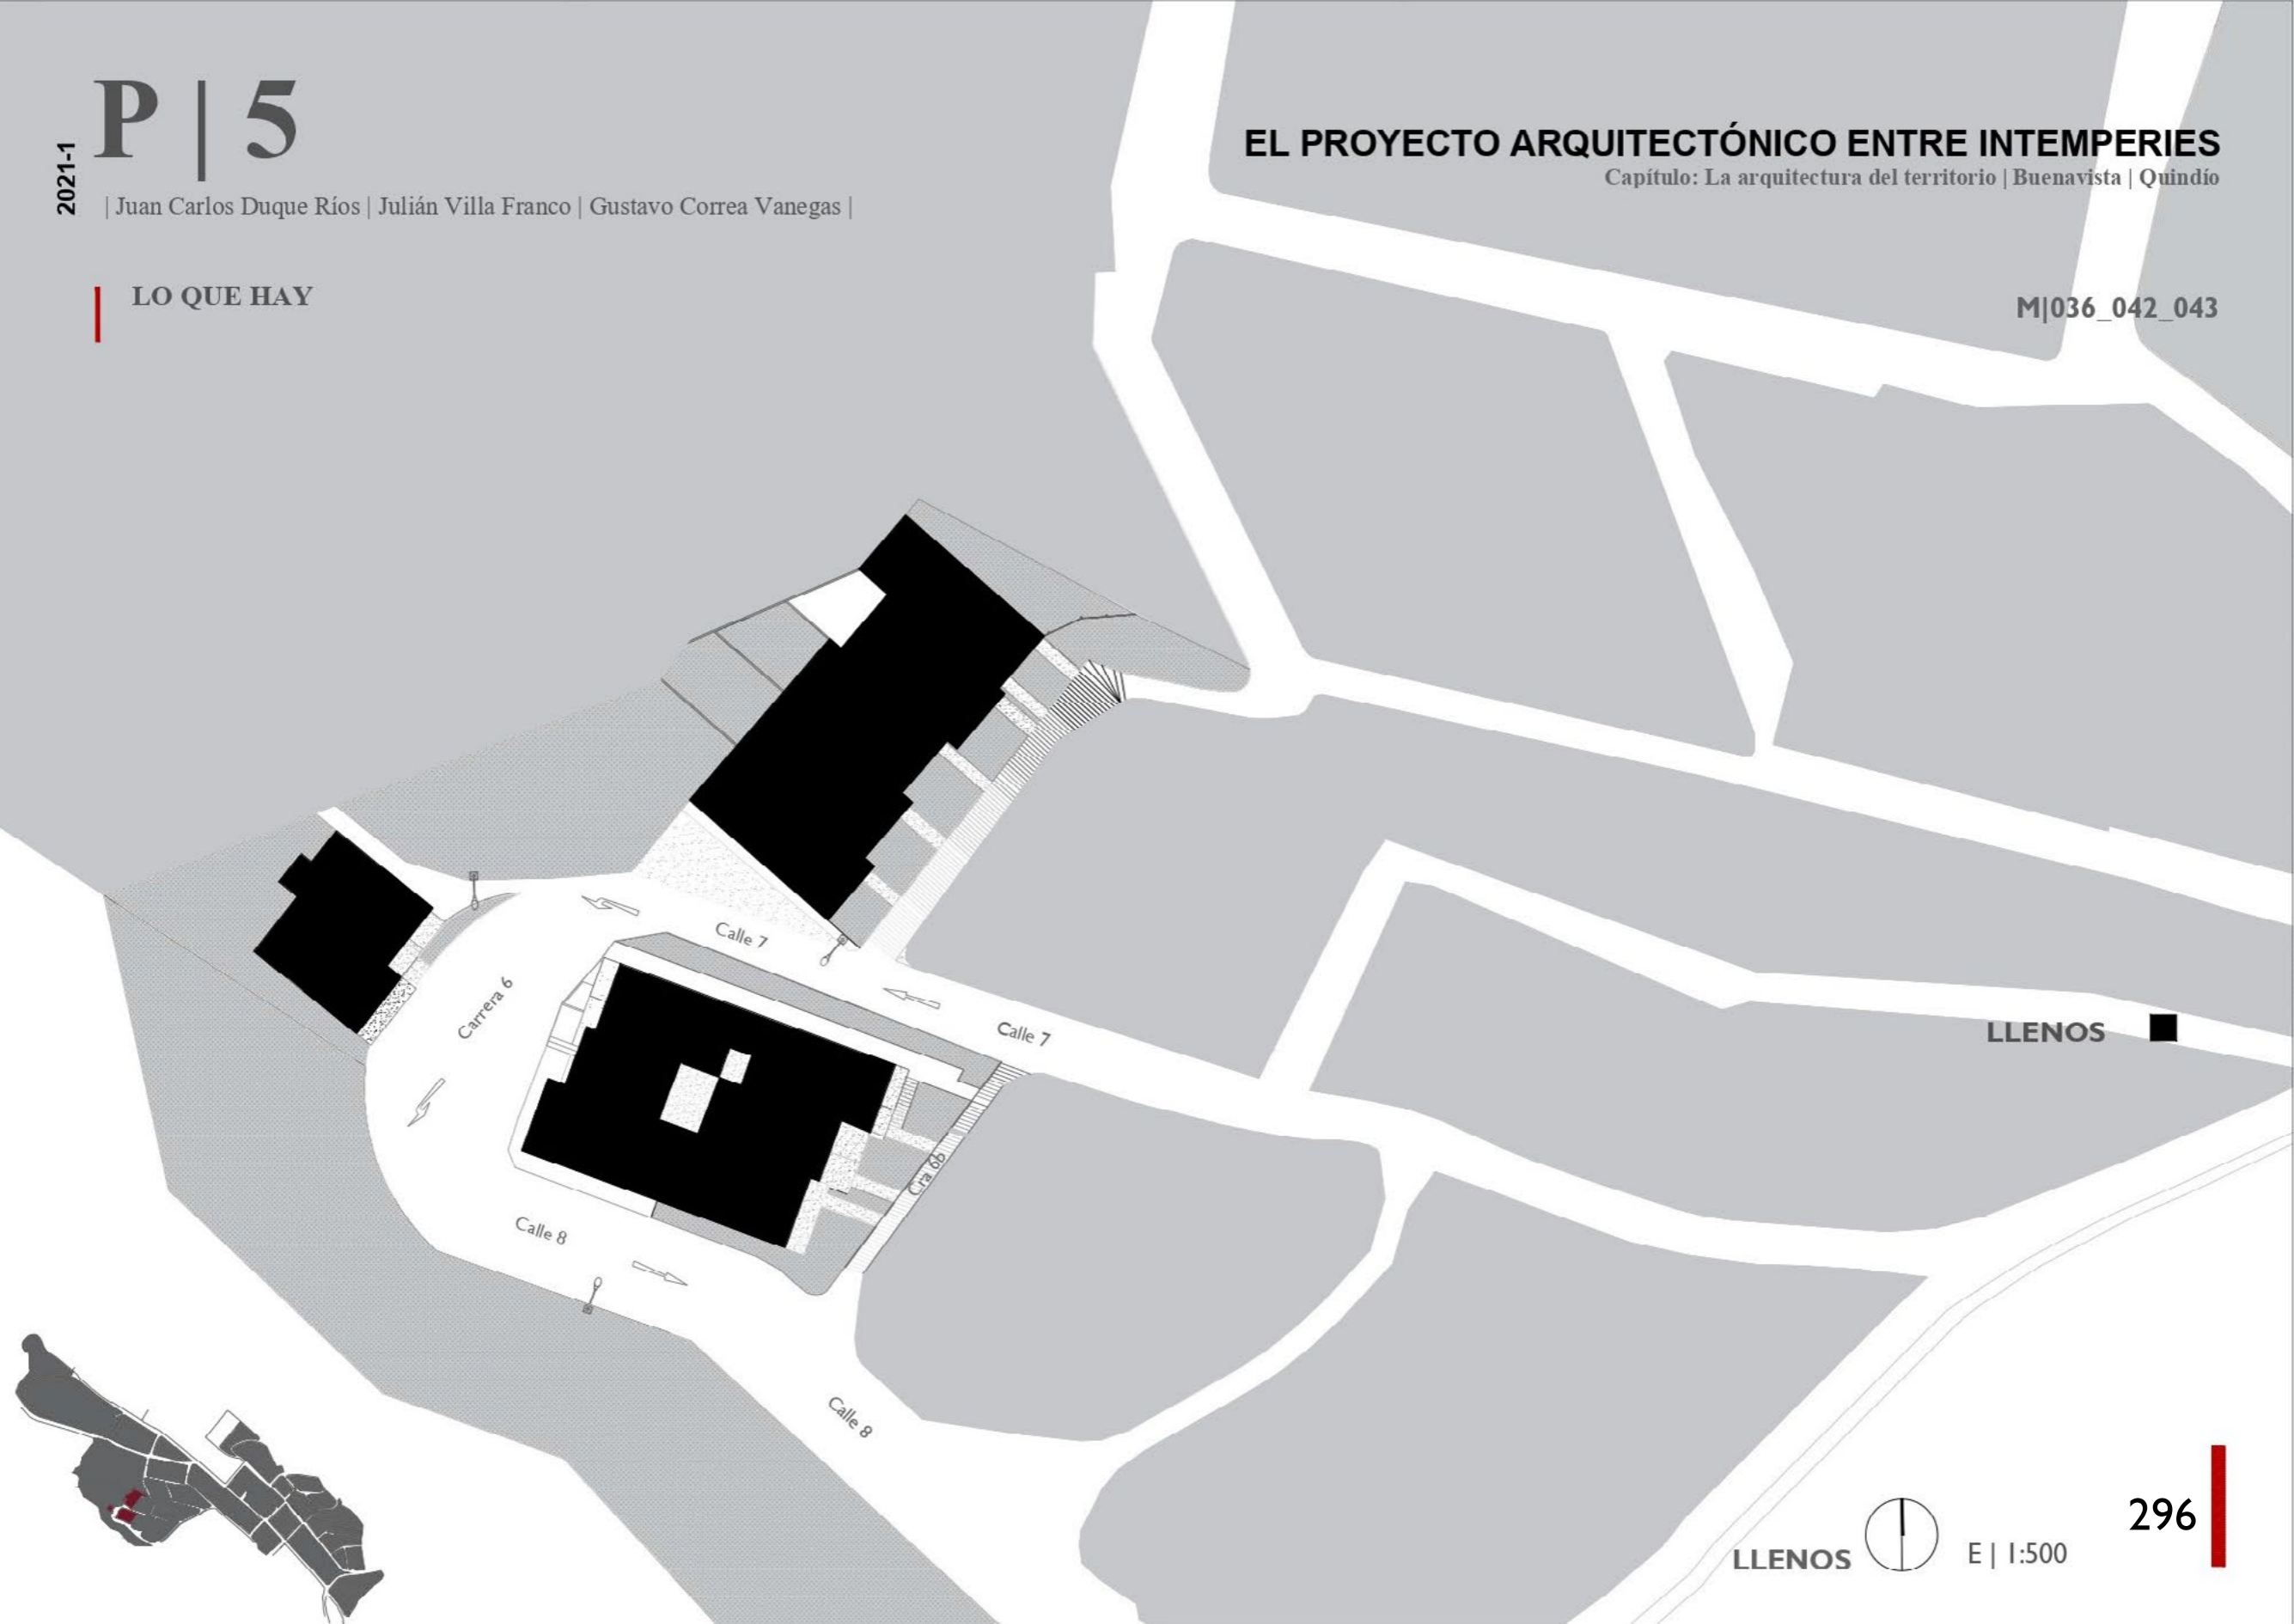 P | 5
2021-1
| Juan Carlos Duque Ríos | Julián Villa Franco | Gustavo Correa Vanegas |
EL PROYECTO ARQUITECTÓNICO ENTRE INTEMPERIES
Capítulo: La arquitectura del territorio | Buenavista | Quindío
LO QUE HAY
M|036_042_043
Calle 7
Carrera 6
Calle 7
LLENOS
Cra 6b
Calle 8
Calle 8
296
LLENOS
E | 1:500